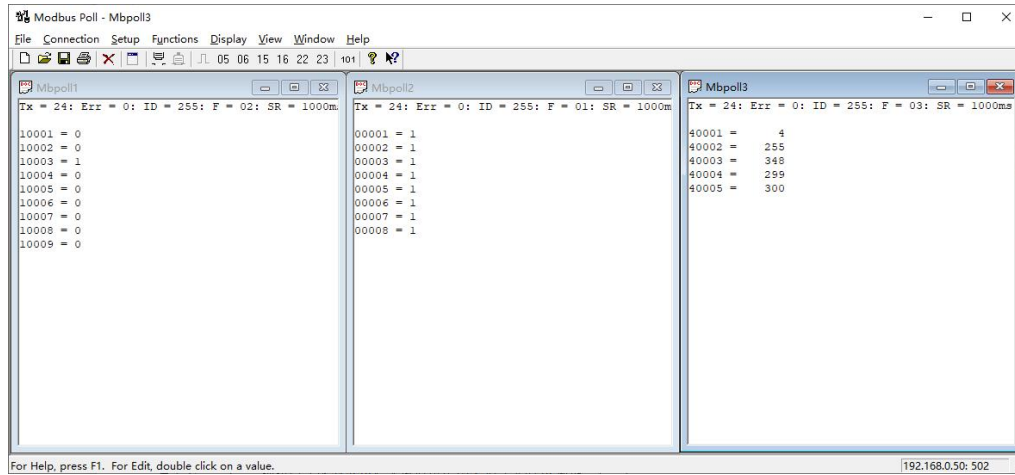 Modbus Poll - Mbpoll3
File Connection Setup Functions Display View Window Help
05 06 15 16 22 23 101
Mbpoll1
Tx = 24: Err = 0: ID = 255: F = 02: SR = 1000m
10001 = 0
10002 = 0
10003 = 1
10004 = 0
10005 = 0
10006 = 0
10007 = 0
10008 = 0
10009 = 0
Mbpoll2
Tx = 24: Err = 0: ID = 255: F = 01: SR = 1000m
00001 = 1
00002 = 1
00003 = 1
00004 = 1
00005 = 1
00006 = 1
00007 = 1
00008 = 1
Mbpoll3
Tx = 24: Err = 0: ID = 255: F = 03: SR = 1000ms
40001 = 4
40002 = 255
40003 = 348
40004 = 299
40005 = 300
For Help, press F1. For Edit, double click on a value.
192.168.0.50: 502